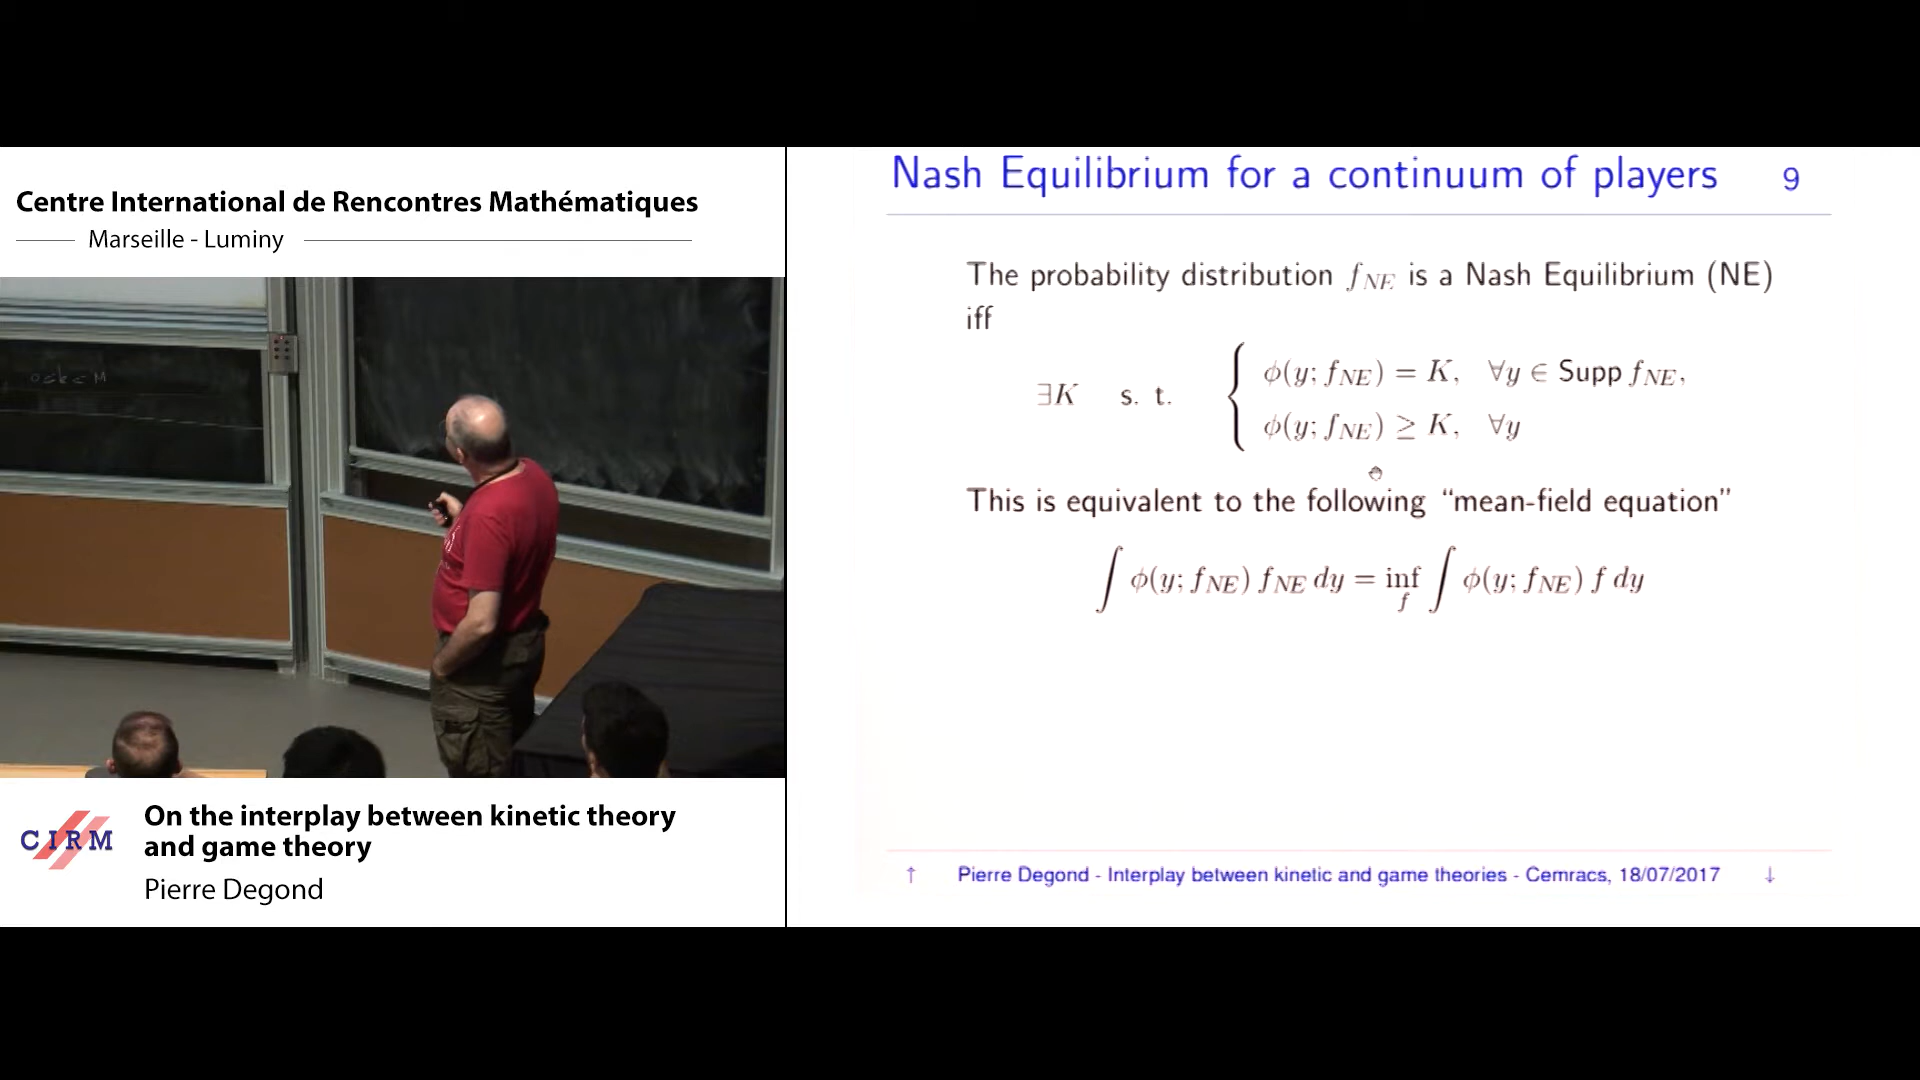 Centre International de Rencontres Mathématiques
Marseille - Luminy
CIRM
On the interplay between kinetic theory
and game theory
Pierre Degond
Nash Equilibrium for a continuum of players 9
The probability distribution f_NE is a Nash Equilibrium (NE)
iff
∃K s. t. { ϕ(y; f_NE) = K, ∀y ∈ Supp f_NE,
ϕ(y; f_NE) ≥ K, ∀y
This is equivalent to the following “mean-field equation”
∫ ϕ(y; f_NE) f_NE dy = inf_f ∫ ϕ(y; f_NE) f dy
↑ Pierre Degond - Interplay between kinetic and game theories - Cemracs, 18/07/2017 ↓